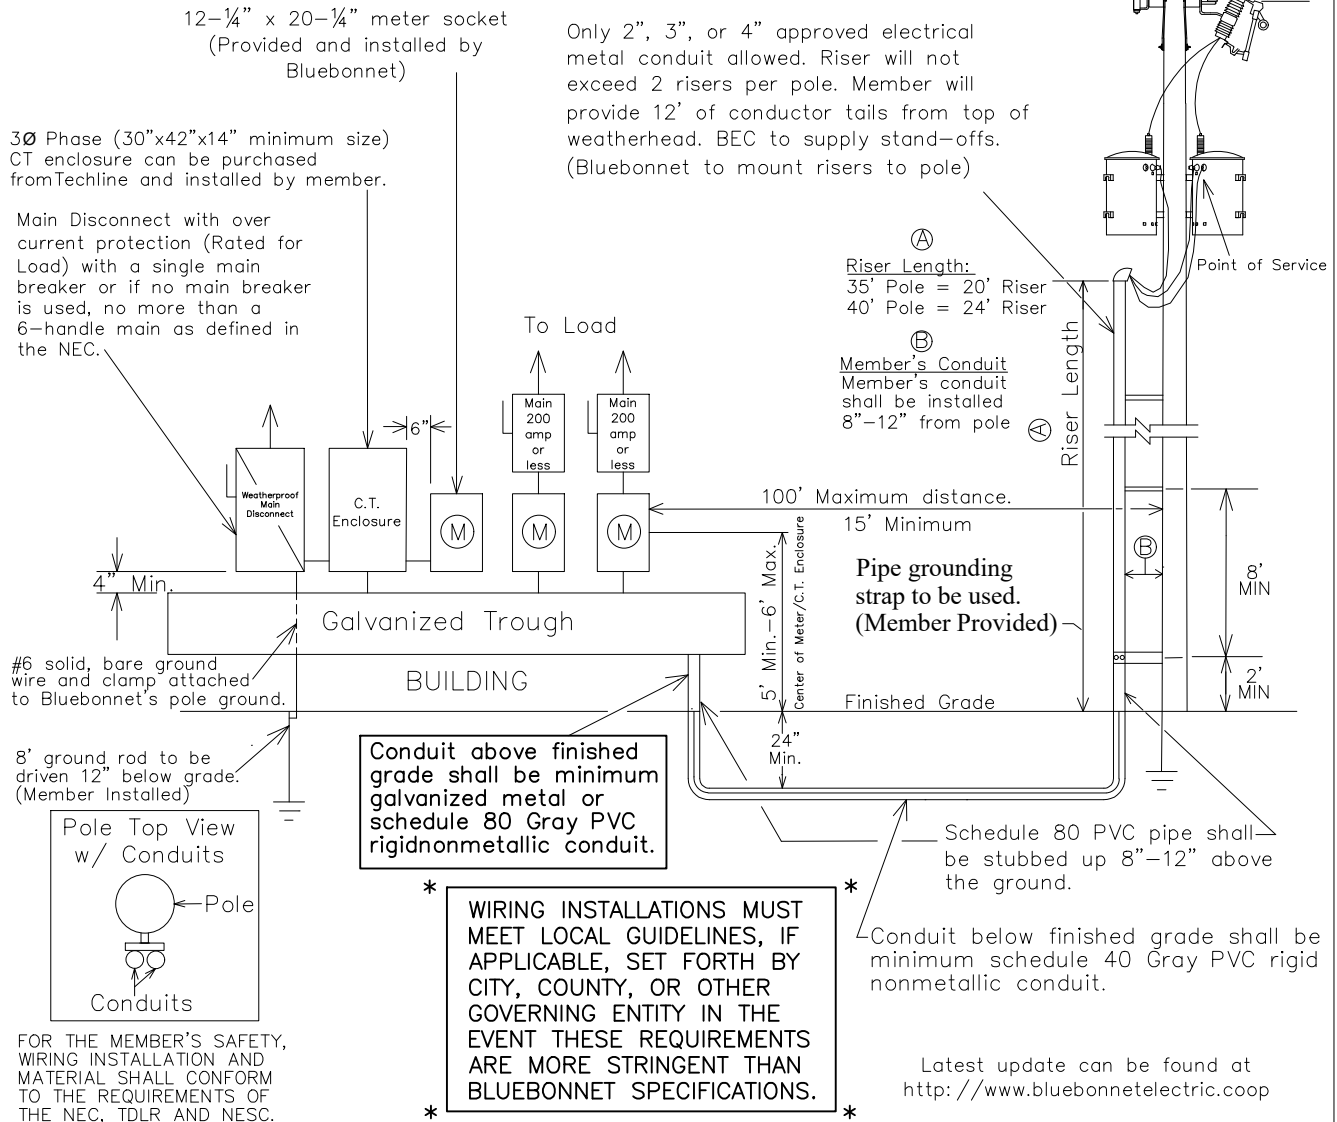 12-¼" x 20-¼" meter socket
(Provided and installed by
Bluebonnet)
Only 2", 3", or 4" approved electrical
metal conduit allowed. Riser will not
exceed 2 risers per pole. Member will
provide 12' of conductor tails from top of
weatherhead. BEC to supply stand-offs.
(Bluebonnet to mount risers to pole)
3Ø Phase (30"x42"x14" minimum size)
CT enclosure can be purchased
fromTechline and installed by member.
Main Disconnect with over
current protection (Rated for
Load) with a single main
breaker or if no main breaker
is used, no more than a
6-handle main as defined in
the NEC.
A
Riser Length:
35' Pole = 20' Riser
40' Pole = 24' Riser
B
Member's Conduit
Member's conduit
shall be installed
8"-12" from pole
Point of Service
A
Riser Length
To Load
Main
200
amp
or
less
Main
200
amp
or
less
6"
Weatherproof
Main
Disconnect
C.T.
Enclosure
M
M
M
100' Maximum distance.
15' Minimum
5' Min.-6' Max.
Center of Meter/C.T. Enclosure
Pipe grounding
strap to be used.
(Member Provided)
B
8'
MIN
2'
MIN
4" Min.
Galvanized Trough
BUILDING
#6 solid, bare ground
wire and clamp attached
to Bluebonnet's pole ground.
Finished Grade
24"
Min.
8' ground rod to be
driven 12" below grade.
(Member Installed)
Conduit above finished
grade shall be minimum
galvanized metal or
schedule 80 Gray PVC
rigidnonmetallic conduit.
Pole Top View
w/ Conduits
Pole
Conduits
Schedule 80 PVC pipe shall
be stubbed up 8"-12" above
the ground.
Conduit below finished grade shall be
minimum schedule 40 Gray PVC rigid
nonmetallic conduit.
* *
WIRING INSTALLATIONS MUST
MEET LOCAL GUIDELINES, IF
APPLICABLE, SET FORTH BY
CITY, COUNTY, OR OTHER
GOVERNING ENTITY IN THE
EVENT THESE REQUIREMENTS
ARE MORE STRINGENT THAN
BLUEBONNET SPECIFICATIONS.
* *
FOR THE MEMBER'S SAFETY,
WIRING INSTALLATION AND
MATERIAL SHALL CONFORM
TO THE REQUIREMENTS OF
THE NEC, TDLR AND NESC.
Latest update can be found at
http://www.bluebonnetelectric.coop